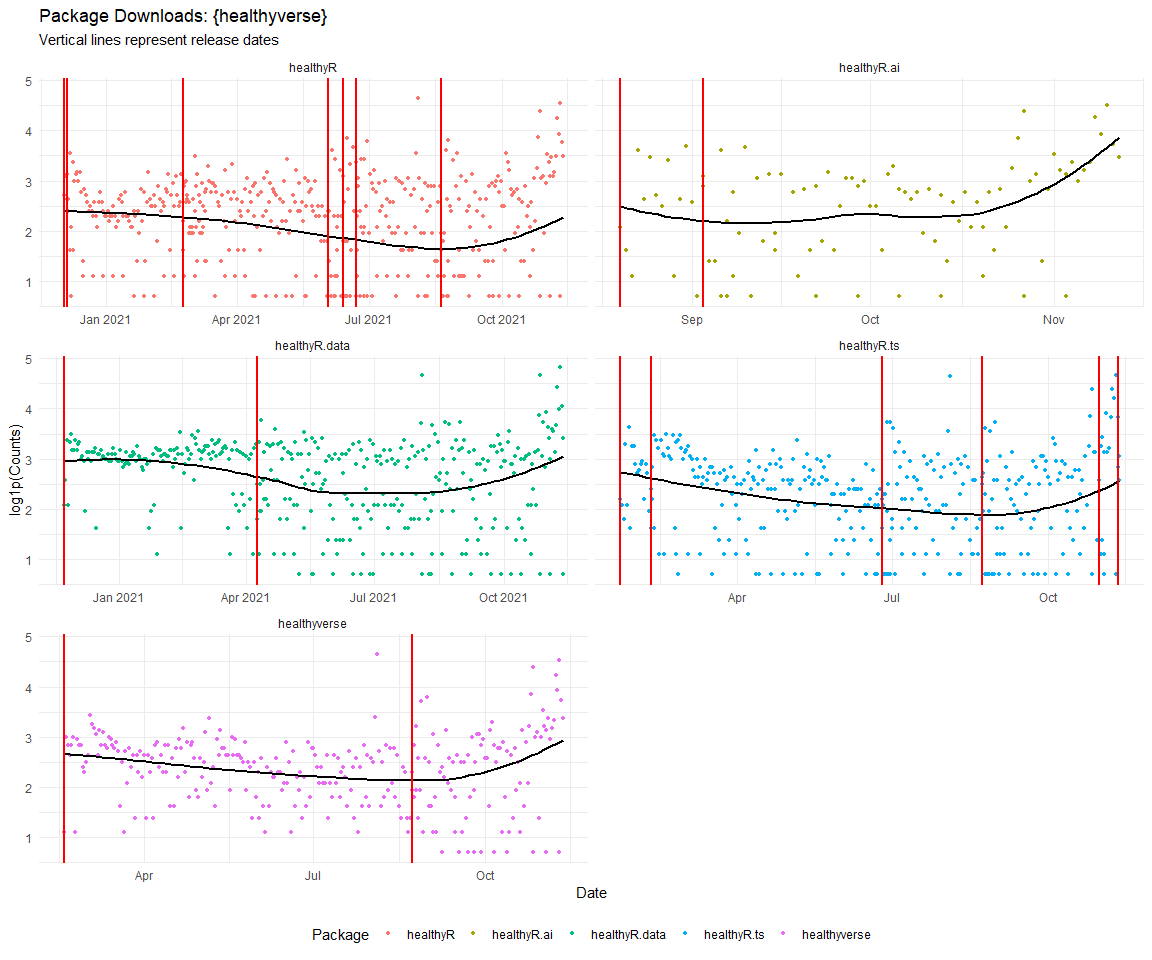 Package Downloads: {healthyverse}
Vertical lines represent release dates
healthyR
healthyR.ai
5
4
3
2
1
Jan 2021 Apr 2021 Jul 2021 Oct 2021
Sep Oct Nov
healthyR.data
healthyR.ts
5
4
3
2
1
log1p(Counts)
Jan 2021 Apr 2021 Jul 2021 Oct 2021
Apr Jul Oct
healthyverse
5
4
3
2
1
Apr Jul Oct
Date
Package healthyR healthyR.ai healthyR.data healthyR.ts healthyverse